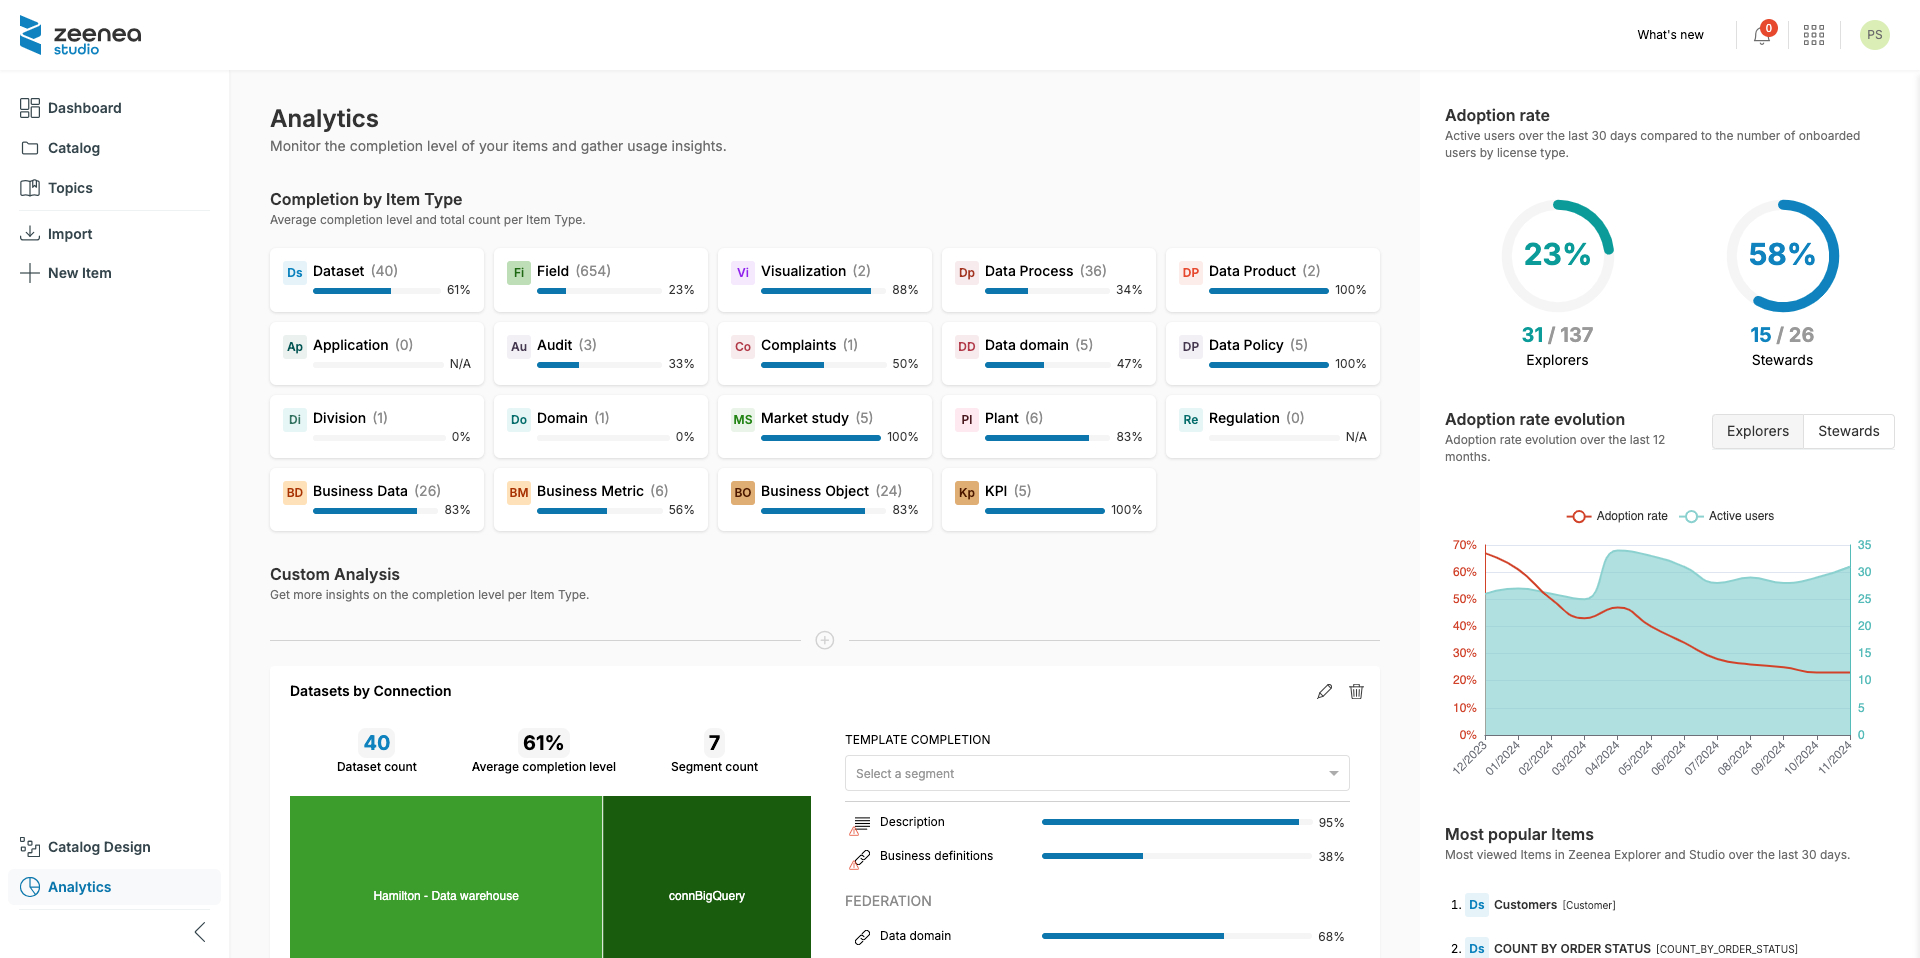 zeenea
studio
What's new
0
PS
Dashboard
Catalog
Topics
Import
New Item
Catalog Design
Analytics
Analytics
Monitor the completion level of your items and gather usage insights.
Completion by Item Type
Average completion level and total count per Item Type.
Ds Dataset (40)
61%
Fi Field (654)
23%
Vi Visualization (2)
88%
Dp Data Process (36)
34%
DP Data Product (2)
100%
Ap Application (0)
N/A
Au Audit (3)
33%
Co Complaints (1)
50%
DD Data domain (5)
47%
DP Data Policy (5)
100%
Di Division (1)
0%
Do Domain (1)
0%
MS Market study (5)
100%
Pl Plant (6)
83%
Re Regulation (0)
N/A
BD Business Data (26)
83%
BM Business Metric (6)
56%
BO Business Object (24)
83%
Kp KPI (5)
100%
Custom Analysis
Get more insights on the completion level per Item Type.
Datasets by Connection
40
Dataset count
61%
Average completion level
7
Segment count
Hamilton - Data warehouse
connBigQuery
TEMPLATE COMPLETION
Select a segment
Description 95%
Business definitions 38%
FEDERATION
Data domain 68%
Adoption rate
Active users over the last 30 days compared to the number of onboarded
users by license type.
23%
31 / 137
Explorers
58%
15 / 26
Stewards
Adoption rate evolution
Adoption rate evolution over the last 12
months.
Explorers
Stewards
Adoption rate
Active users
70%
60%
50%
40%
30%
20%
10%
0%
35
30
25
20
15
10
5
0
12/2023
01/2024
02/2024
03/2024
04/2024
05/2024
06/2024
07/2024
08/2024
09/2024
10/2024
11/2024
Most popular Items
Most viewed Items in Zeenea Explorer and Studio over the last 30 days.
1. Ds Customers [Customer]
2. Ds COUNT BY ORDER STATUS [COUNT_BY_ORDER_STATUS]